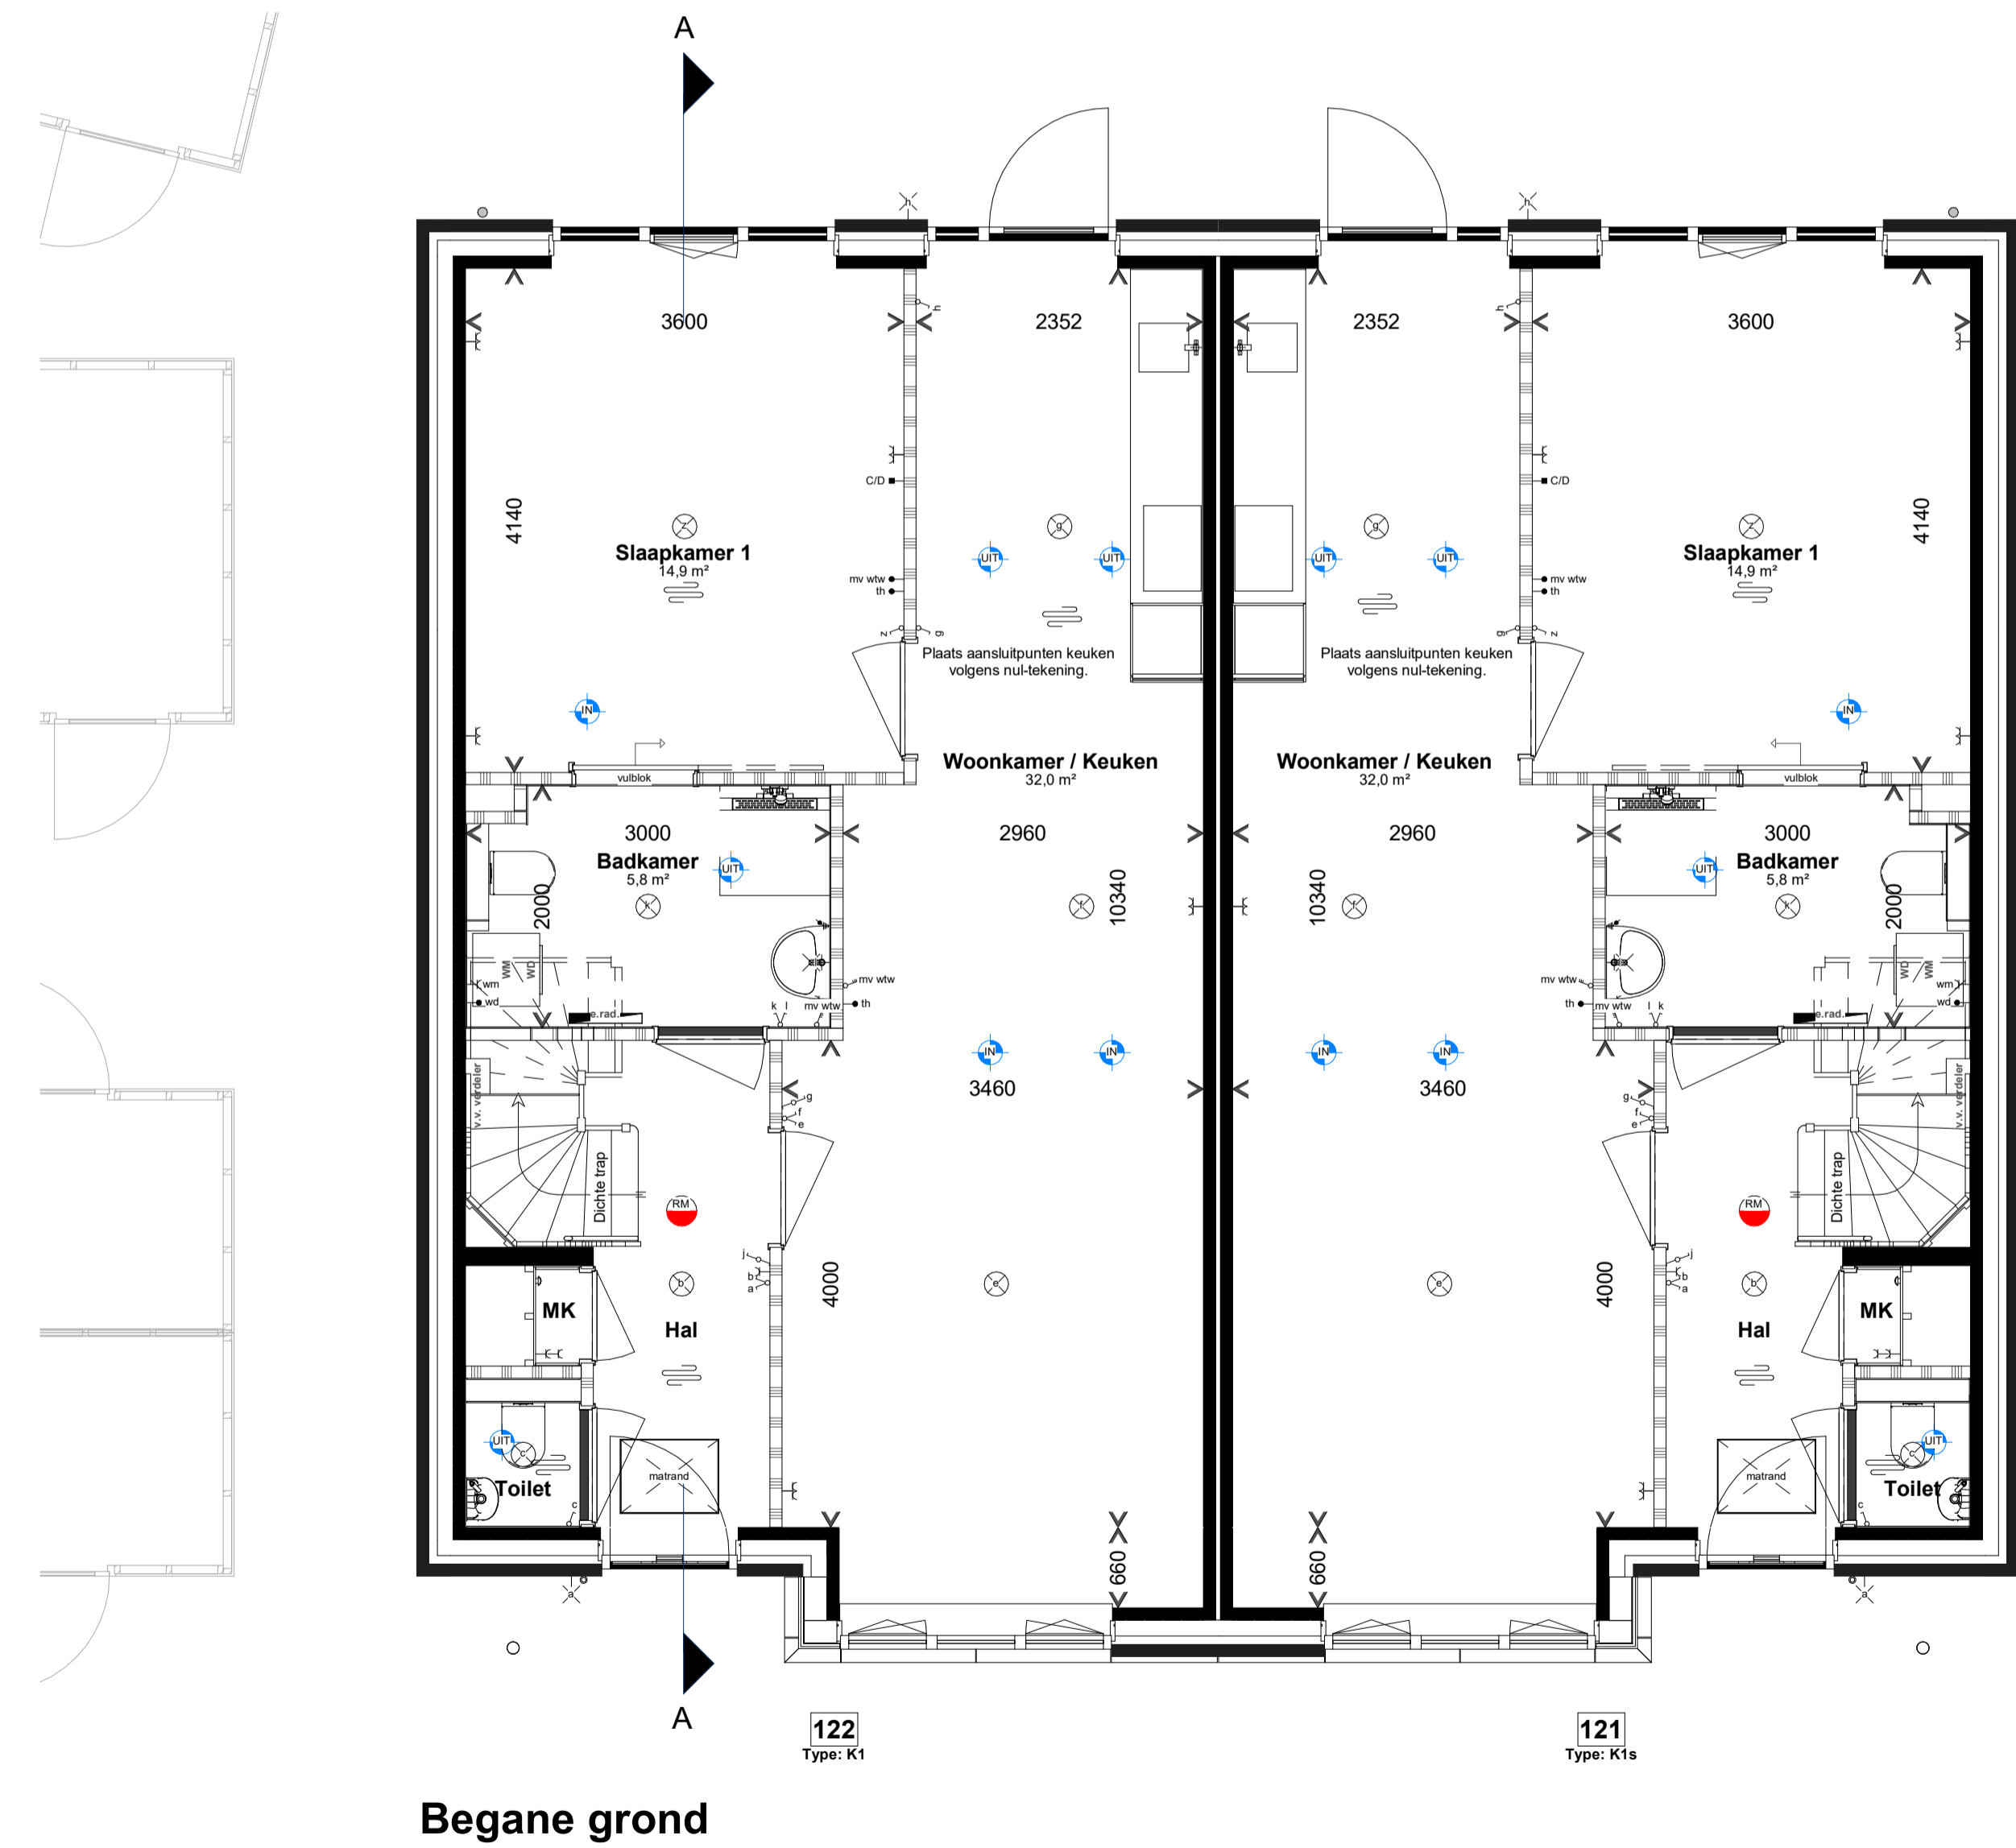 A
h
h
h
h
3600
2352
2352
3600
C/D
C/D
4140
4140
z
g
g
z
Slaapkamer 1
14,9 m²
UIT
UIT
UIT
UIT
Slaapkamer 1
14,9 m²
mv wtw
th
mv wtw
th
z
g
g
z
Plaats aansluitpunten keuken
volgens nul-tekening.
Plaats aansluitpunten keuken
volgens nul-tekening.
IN
IN
vulblok
Woonkamer / Keuken
32,0 m²
Woonkamer / Keuken
32,0 m²
vulblok
3000
2960
2960
3000
Badkamer
5,8 m²
UIT
UIT
Badkamer
5,8 m²
2000
k
f
10340
10340
f
k
2000
WM
WD
WD
WM
wm
wd
mv wtw
th
mv wtw
th
wm
wd
e.rad.
k
l
mv wtw
mv wtw
l
k
e.rad.
IN
IN
IN
IN
v.v. verdeler
3460
3460
v.v. verdeler
g
f
e
g
f
e
Dichte trap
RM
RM
Dichte trap
j
b
a
j
b
a
b
4000
e
e
4000
b
MK
Hal
Hal
MK
UIT
c
c
UIT
matrand
matrand
Toilet
Toilet
c
c
660
660
a
a
A
122
Type: K1
121
Type: K1s
Begane grond